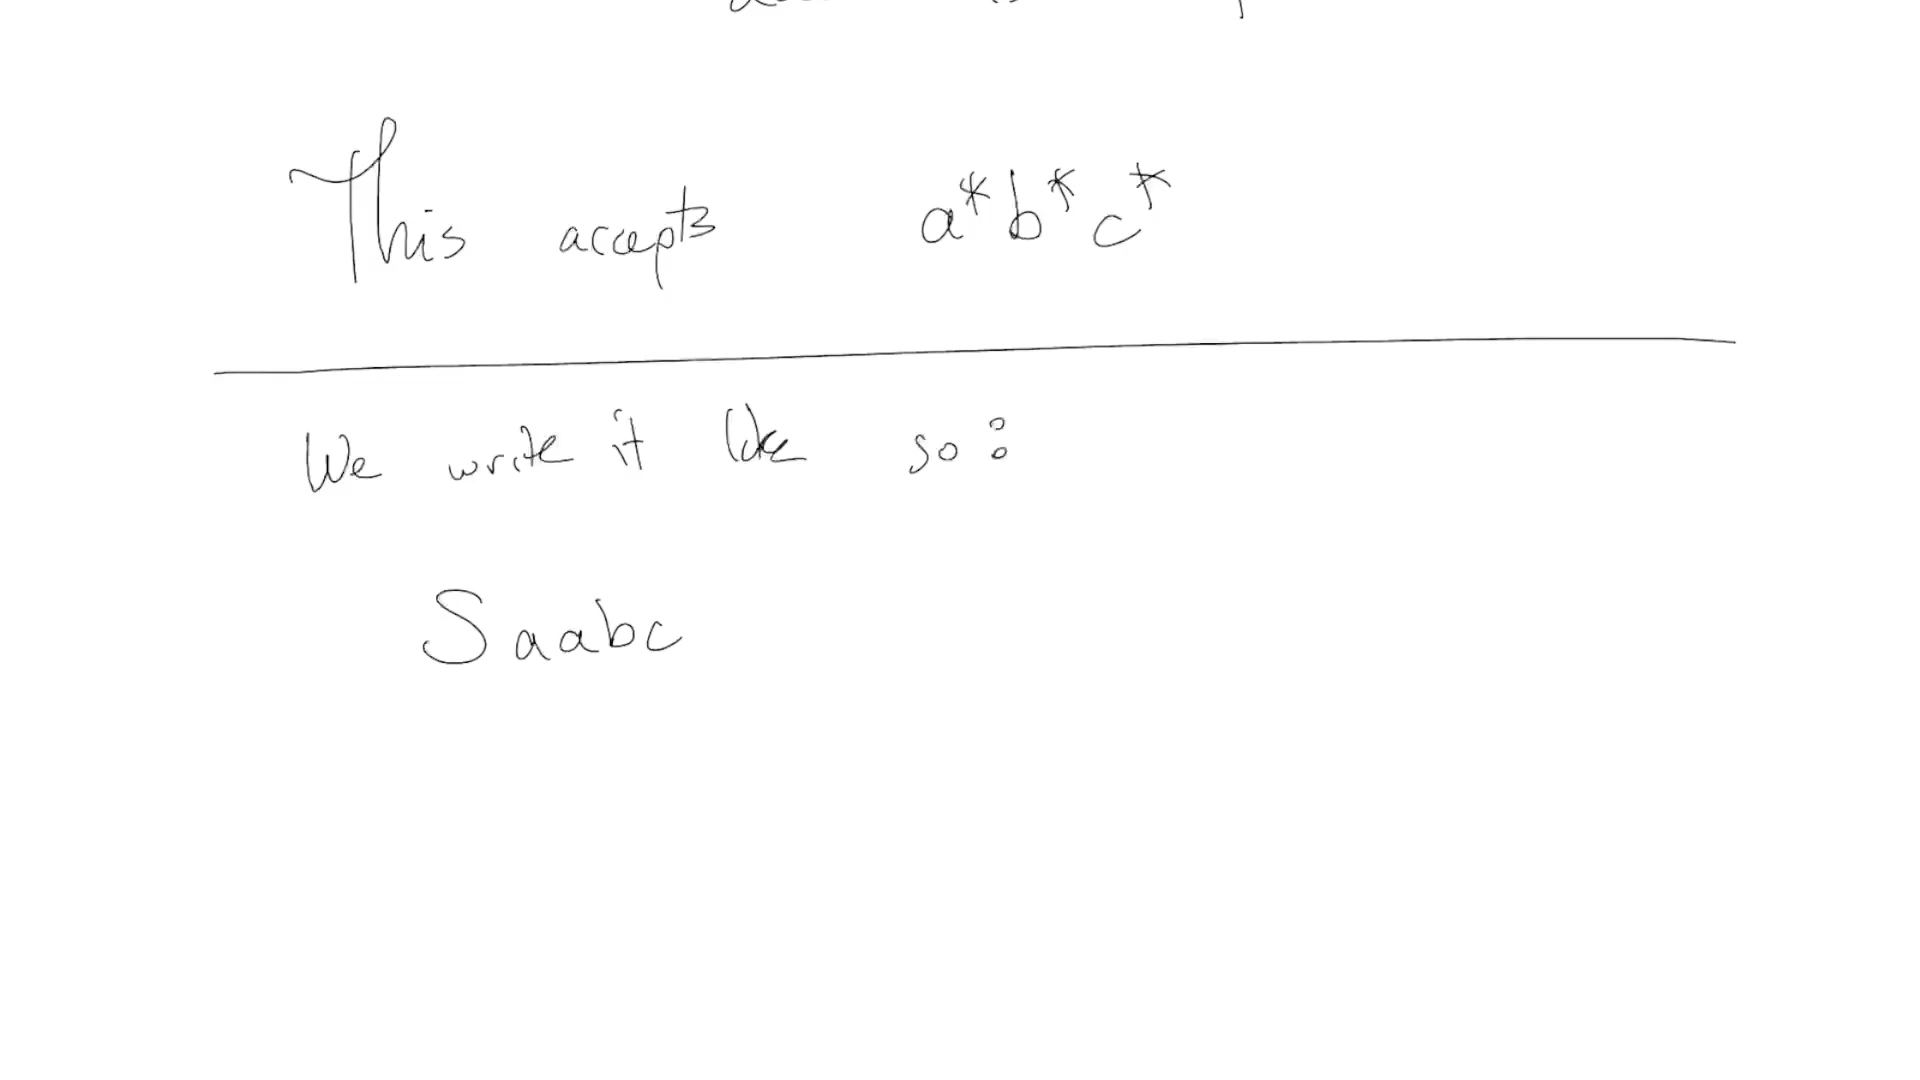 This accepts a*b*c*
We write it like so:
Saabc